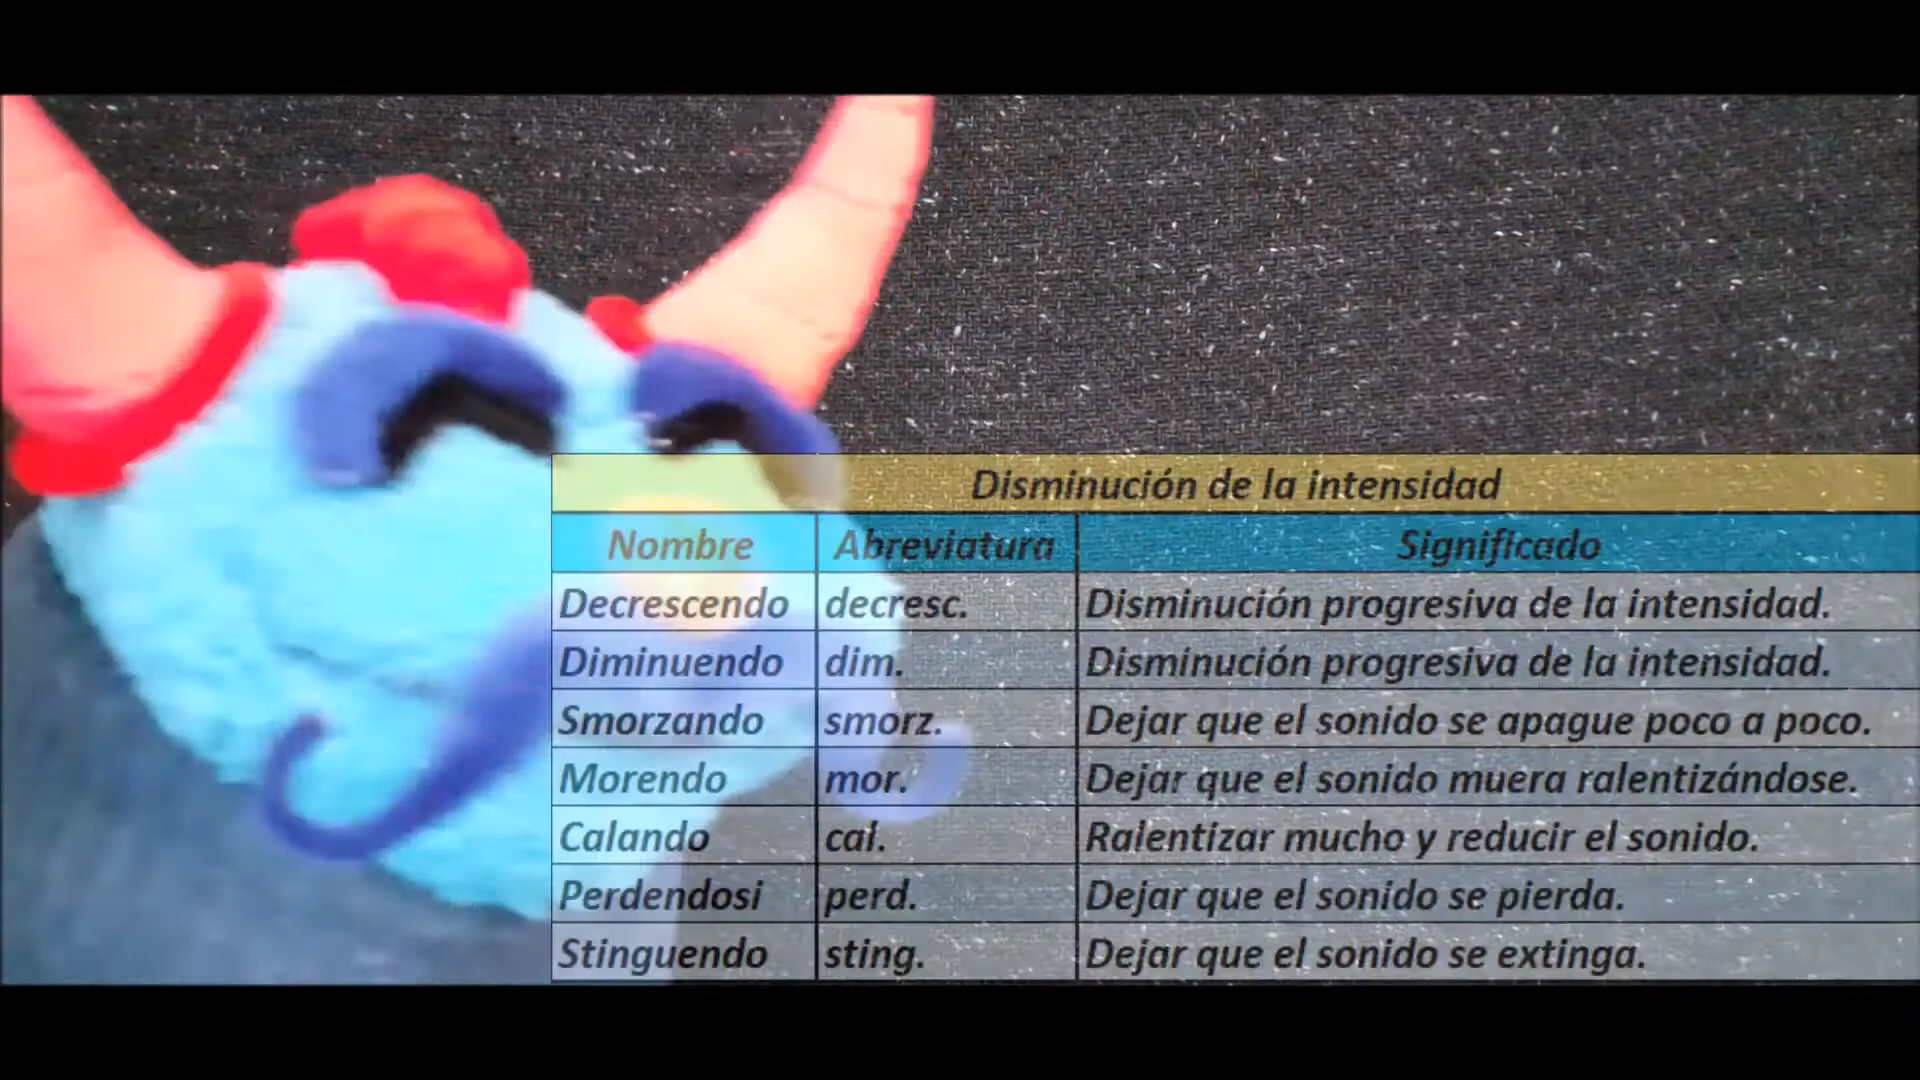 Disminución de la intensidad
Nombre Abreviatura Significado
Decrescendo decresc. Disminución progresiva de la intensidad.
Diminuendo dim. Disminución progresiva de la intensidad.
Smorzando smorz. Dejar que el sonido se apague poco a poco.
Morendo mor. Dejar que el sonido muera ralentizándose.
Calando cal. Ralentizar mucho y reducir el sonido.
Perdendosi perd. Dejar que el sonido se pierda.
Stinguendo sting. Dejar que el sonido se extinga.